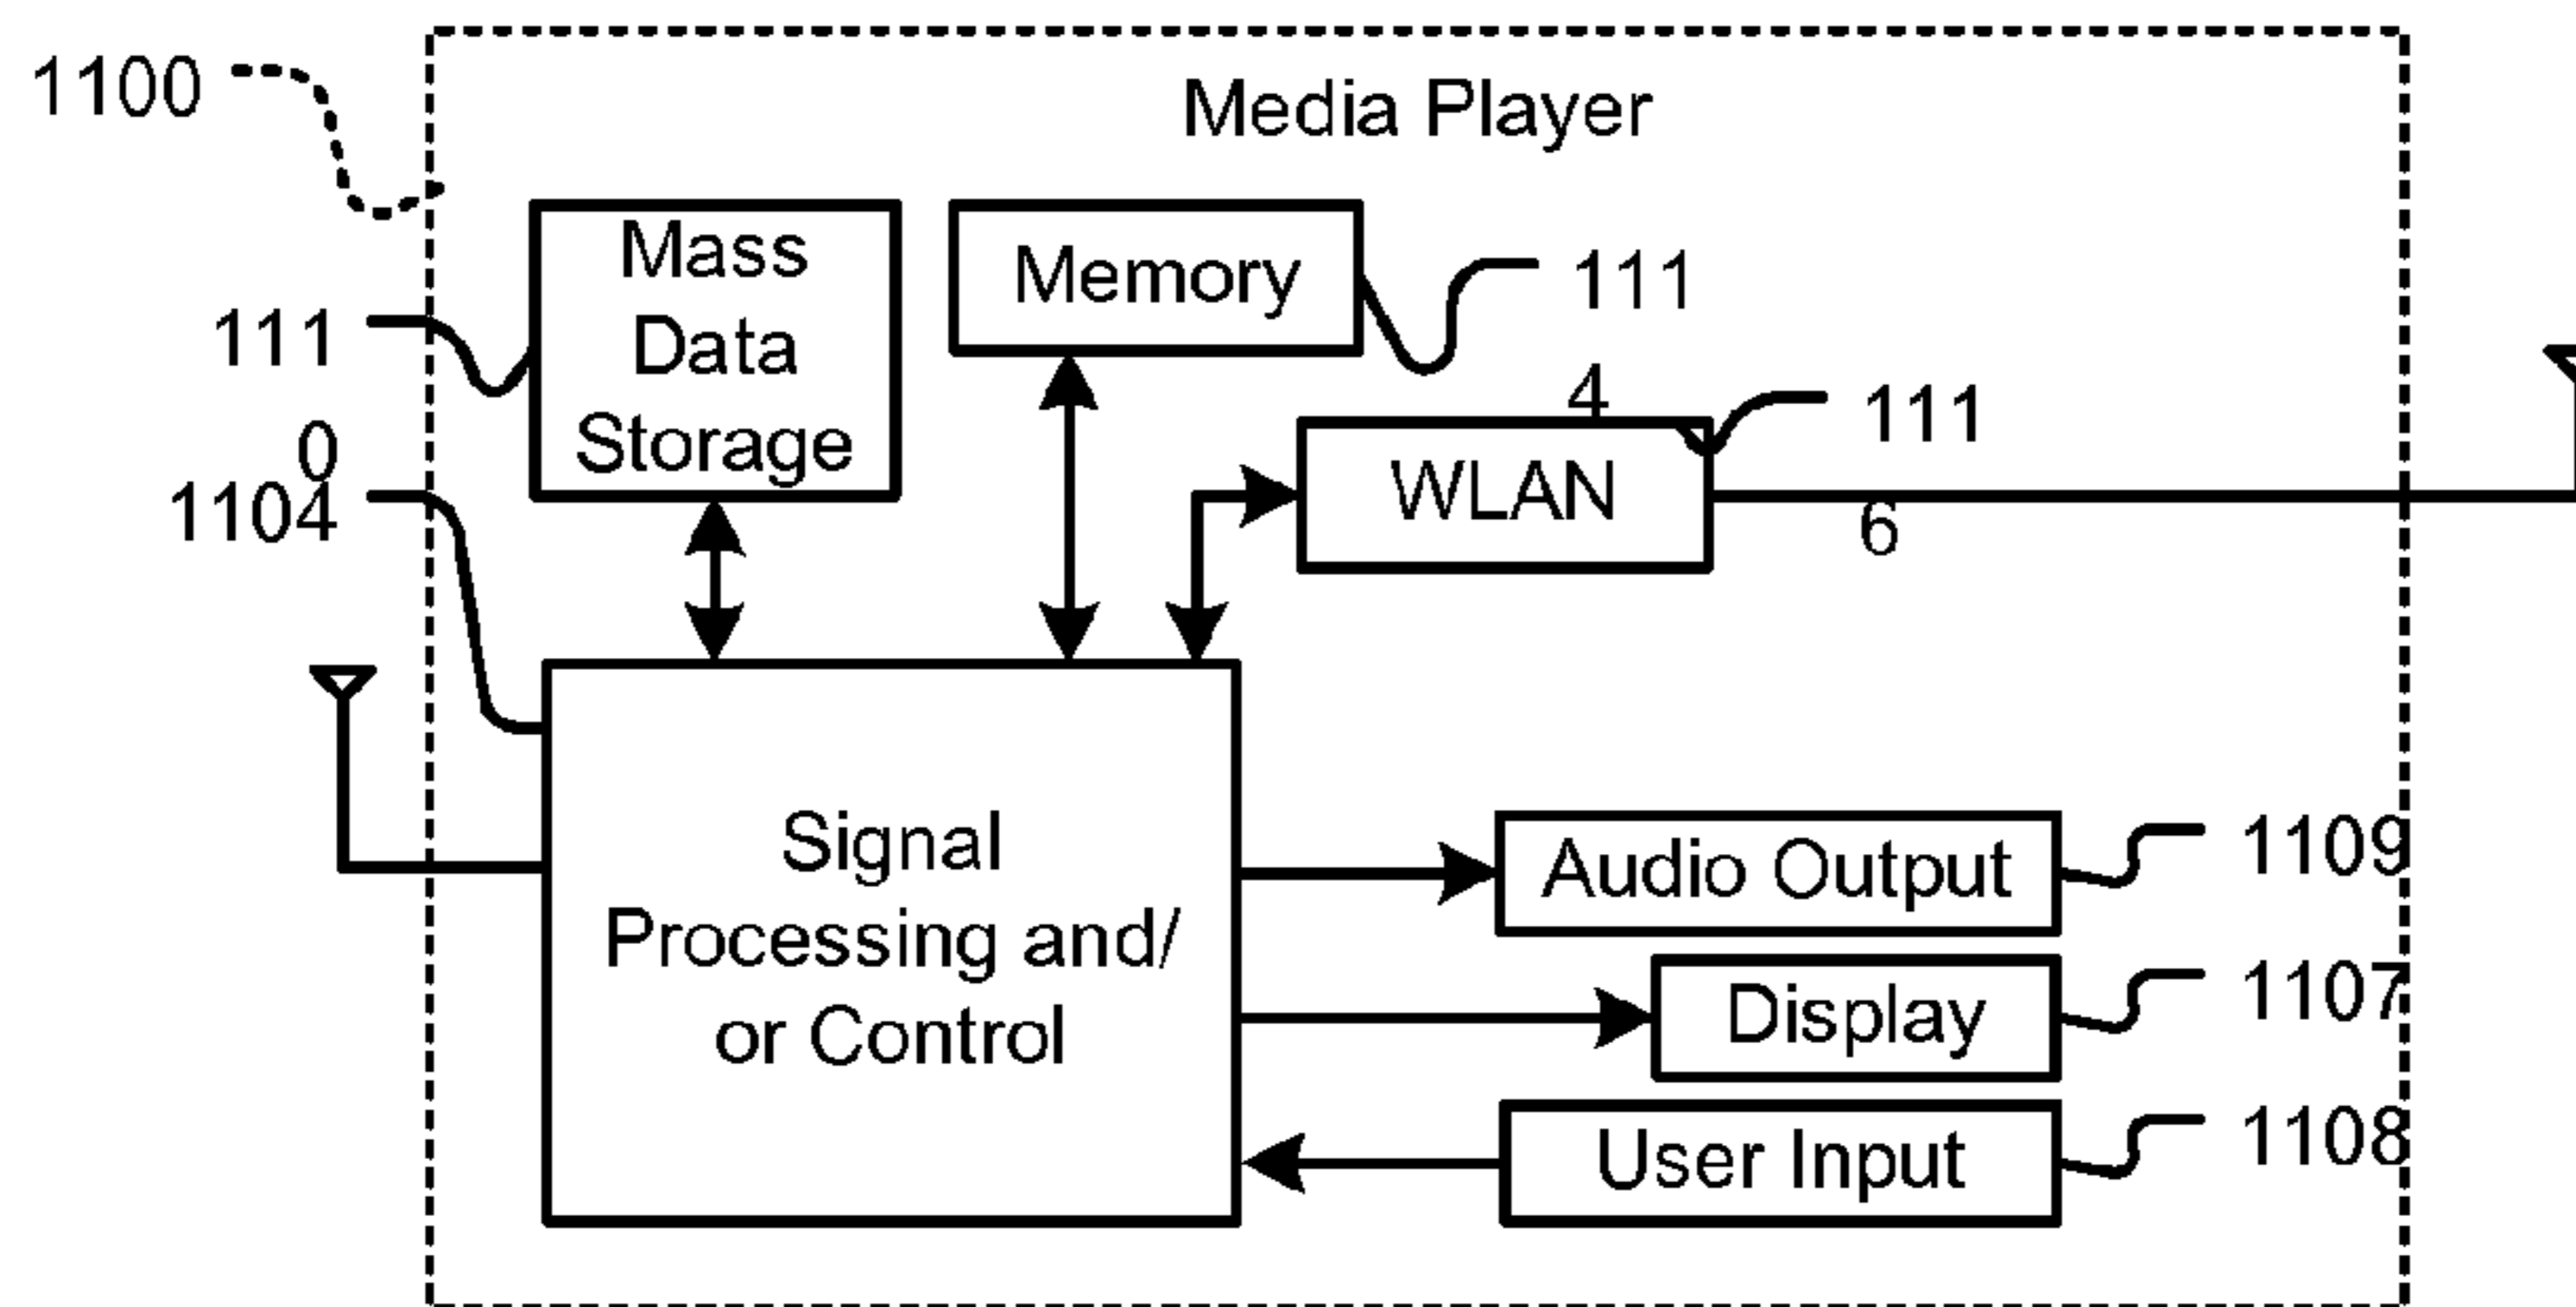 Media Player
1100
Mass
Data
Storage
111
0
Memory
111
4
WLAN
111
6
1104
Signal
Processing and/
or Control
Audio Output
1109
Display
1107
User Input
1108